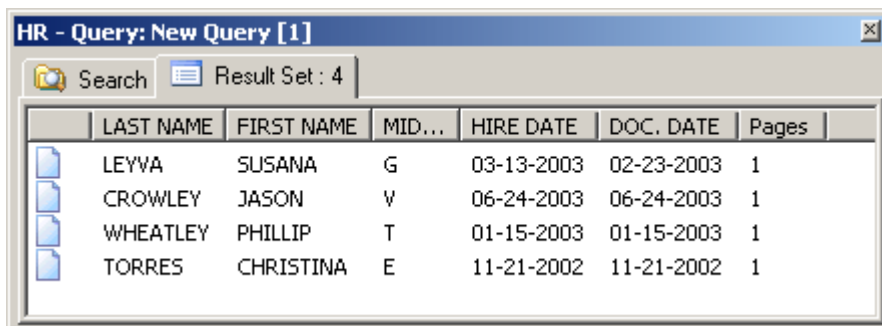 HR - Query: New Query [1]
Search Result Set : 4
LAST NAME FIRST NAME MID... HIRE DATE DOC. DATE Pages
LEYVA SUSANA G 03-13-2003 02-23-2003 1
CROWLEY JASON V 06-24-2003 06-24-2003 1
WHEATLEY PHILLIP T 01-15-2003 01-15-2003 1
TORRES CHRISTINA E 11-21-2002 11-21-2002 1